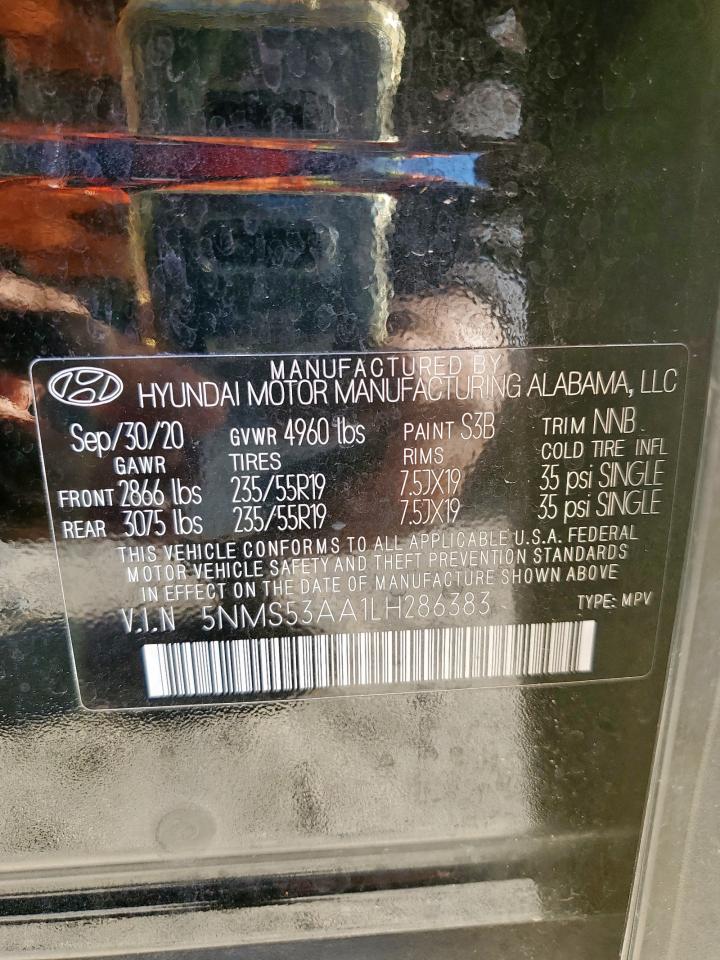 MANUFACTURED BY
HYUNDAI MOTOR MANUFACTURING ALABAMA, LLC
Sep/30/20 GVWR 4960 lbs PAINT S3B TRIM NNB
GAWR TIRES RIMS COLD TIRE INFL
FRONT 2866 lbs 235/55R19 7.5JX19 35 psi SINGLE
REAR 3075 lbs 235/55R19 7.5JX19 35 psi SINGLE
THIS VEHICLE CONFORMS TO ALL APPLICABLE U.S.A. FEDERAL
MOTOR VEHICLE SAFETY AND THEFT PREVENTION STANDARDS
IN EFFECT ON THE DATE OF MANUFACTURE SHOWN ABOVE
V.I.N 5NMS53AA1LH286383 TYPE: MPV